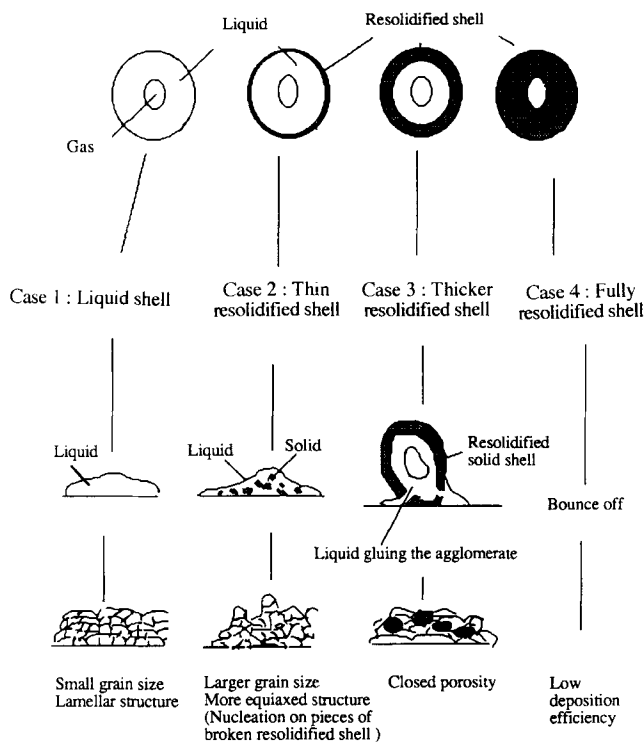 Liquid
Resolidified shell
Gas
Case 1 : Liquid shell
Case 2 : Thin
resolidified shell
Case 3 : Thicker
resolidified shell
Case 4 : Fully
resolidified shell
Liquid
Liquid
Solid
Resolidified
solid shell
Bounce off
Liquid gluing the agglomerate
Small grain size
Lamellar structure
Larger grain size
More equiaxed structure
(Nucleation on pieces of
broken resolidified shell )
Closed porosity
Low
deposition
efficiency